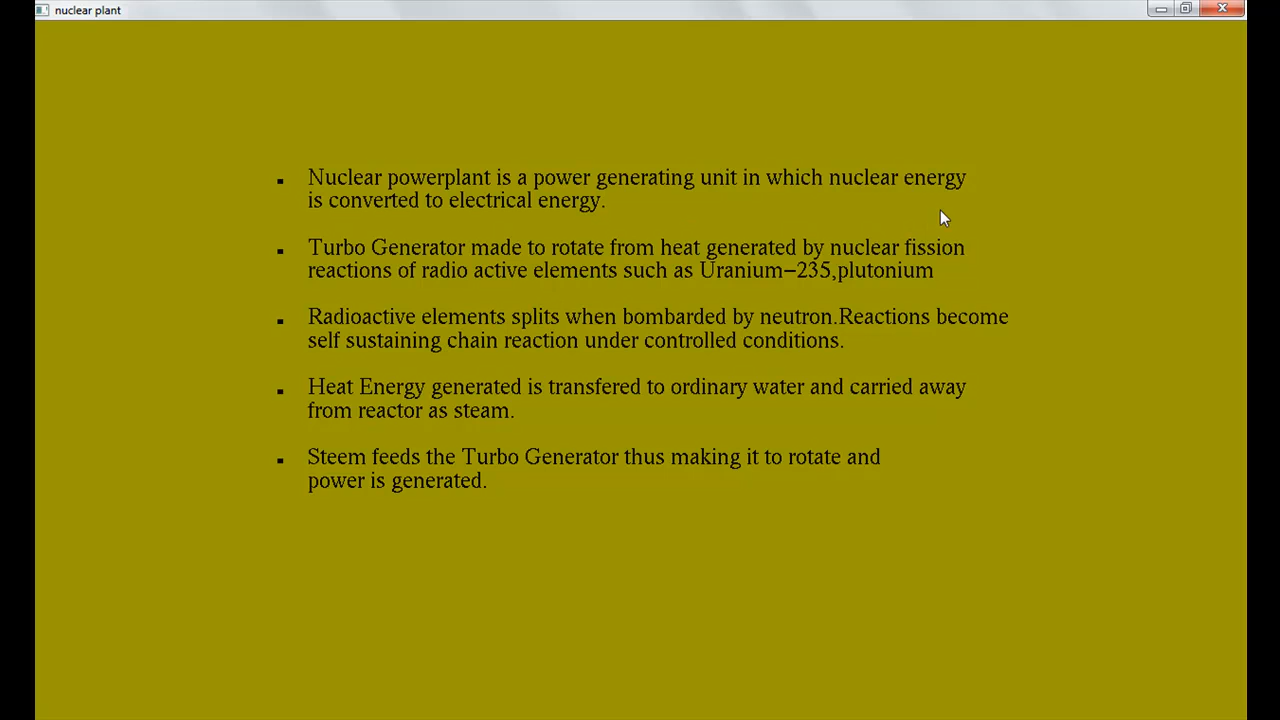 nuclear plant
Nuclear powerplant is a power generating unit in which nuclear energy
is converted to electrical energy.
Turbo Generator made to rotate from heat generated by nuclear fission
reactions of radio active elements such as Uranium-235,plutonium
Radioactive elements splits when bombarded by neutron.Reactions become
self sustaining chain reaction under controlled conditions.
Heat Energy generated is transfered to ordinary water and carried away
from reactor as steam.
Steem feeds the Turbo Generator thus making it to rotate and
power is generated.